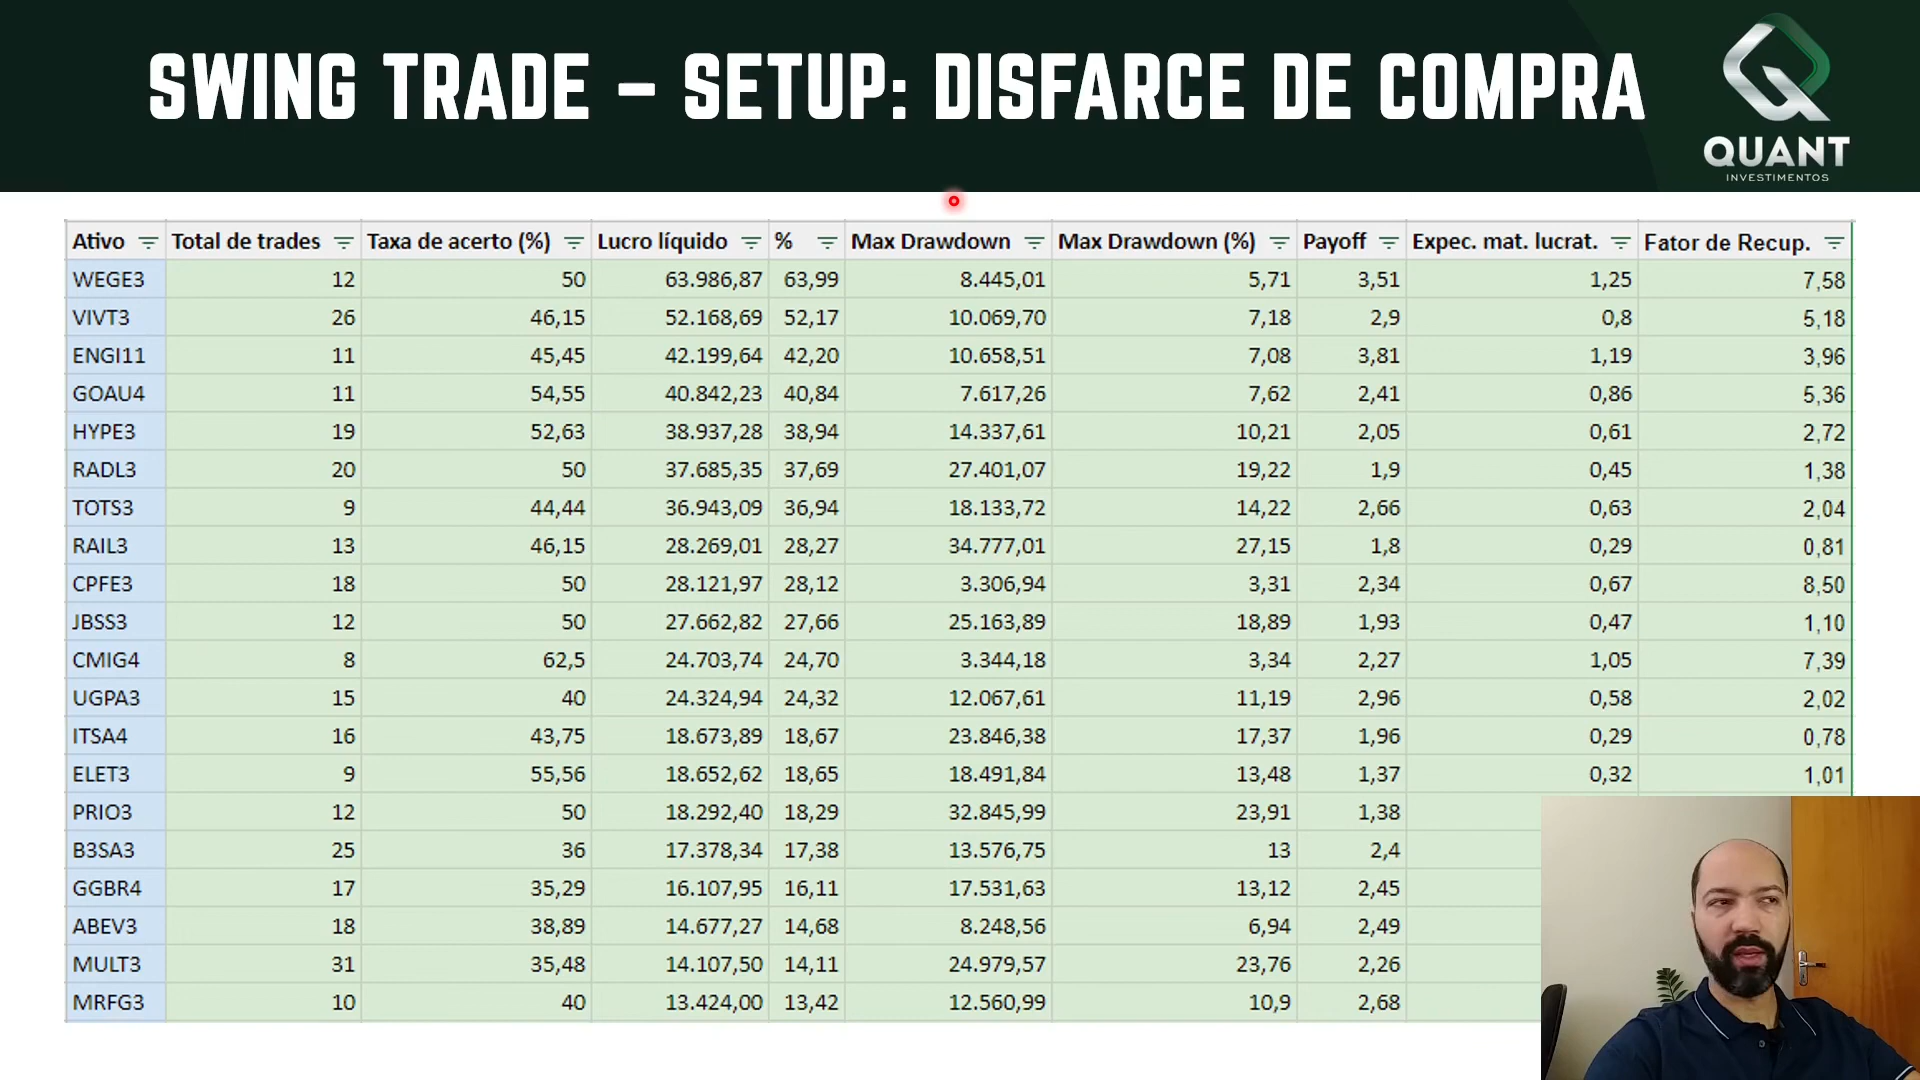 SWING TRADE – SETUP: DISFARCE DE COMPRA
QUANT
INVESTIMENTOS
Ativo Total de trades Taxa de acerto (%) Lucro líquido % Max Drawdown Max Drawdown (%) Payoff Expec. mat. lucrat. Fator de Recup.
WEGE3 12 50 63.986,87 63,99 8.445,01 5,71 3,51 1,25 7,58
VIVT3 26 46,15 52.168,69 52,17 10.069,70 7,18 2,9 0,8 5,18
ENGI11 11 45,45 42.199,64 42,20 10.658,51 7,08 3,81 1,19 3,96
GOAU4 11 54,55 40.842,23 40,84 7.617,26 7,62 2,41 0,86 5,36
HYPE3 19 52,63 38.937,28 38,94 14.337,61 10,21 2,05 0,61 2,72
RADL3 20 50 37.685,35 37,69 27.401,07 19,22 1,9 0,45 1,38
TOTS3 9 44,44 36.943,09 36,94 18.133,72 14,22 2,66 0,63 2,04
RAIL3 13 46,15 28.269,01 28,27 34.777,01 27,15 1,8 0,29 0,81
CPFE3 18 50 28.121,97 28,12 3.306,94 3,31 2,34 0,67 8,50
JBSS3 12 50 27.662,82 27,66 25.163,89 18,89 1,93 0,47 1,10
CMIG4 8 62,5 24.703,74 24,70 3.344,18 3,34 2,27 1,05 7,39
UGPA3 15 40 24.324,94 24,32 12.067,61 11,19 2,96 0,58 2,02
ITSA4 16 43,75 18.673,89 18,67 23.846,38 17,37 1,96 0,29 0,78
ELET3 9 55,56 18.652,62 18,65 18.491,84 13,48 1,37 0,32 1,01
PRIO3 12 50 18.292,40 18,29 32.845,99 23,91 1,38
B3SA3 25 36 17.378,34 17,38 13.576,75 13 2,4
GGBR4 17 35,29 16.107,95 16,11 17.531,63 13,12 2,45
ABEV3 18 38,89 14.677,27 14,68 8.248,56 6,94 2,49
MULT3 31 35,48 14.107,50 14,11 24.979,57 23,76 2,26
MRFG3 10 40 13.424,00 13,42 12.560,99 10,9 2,68